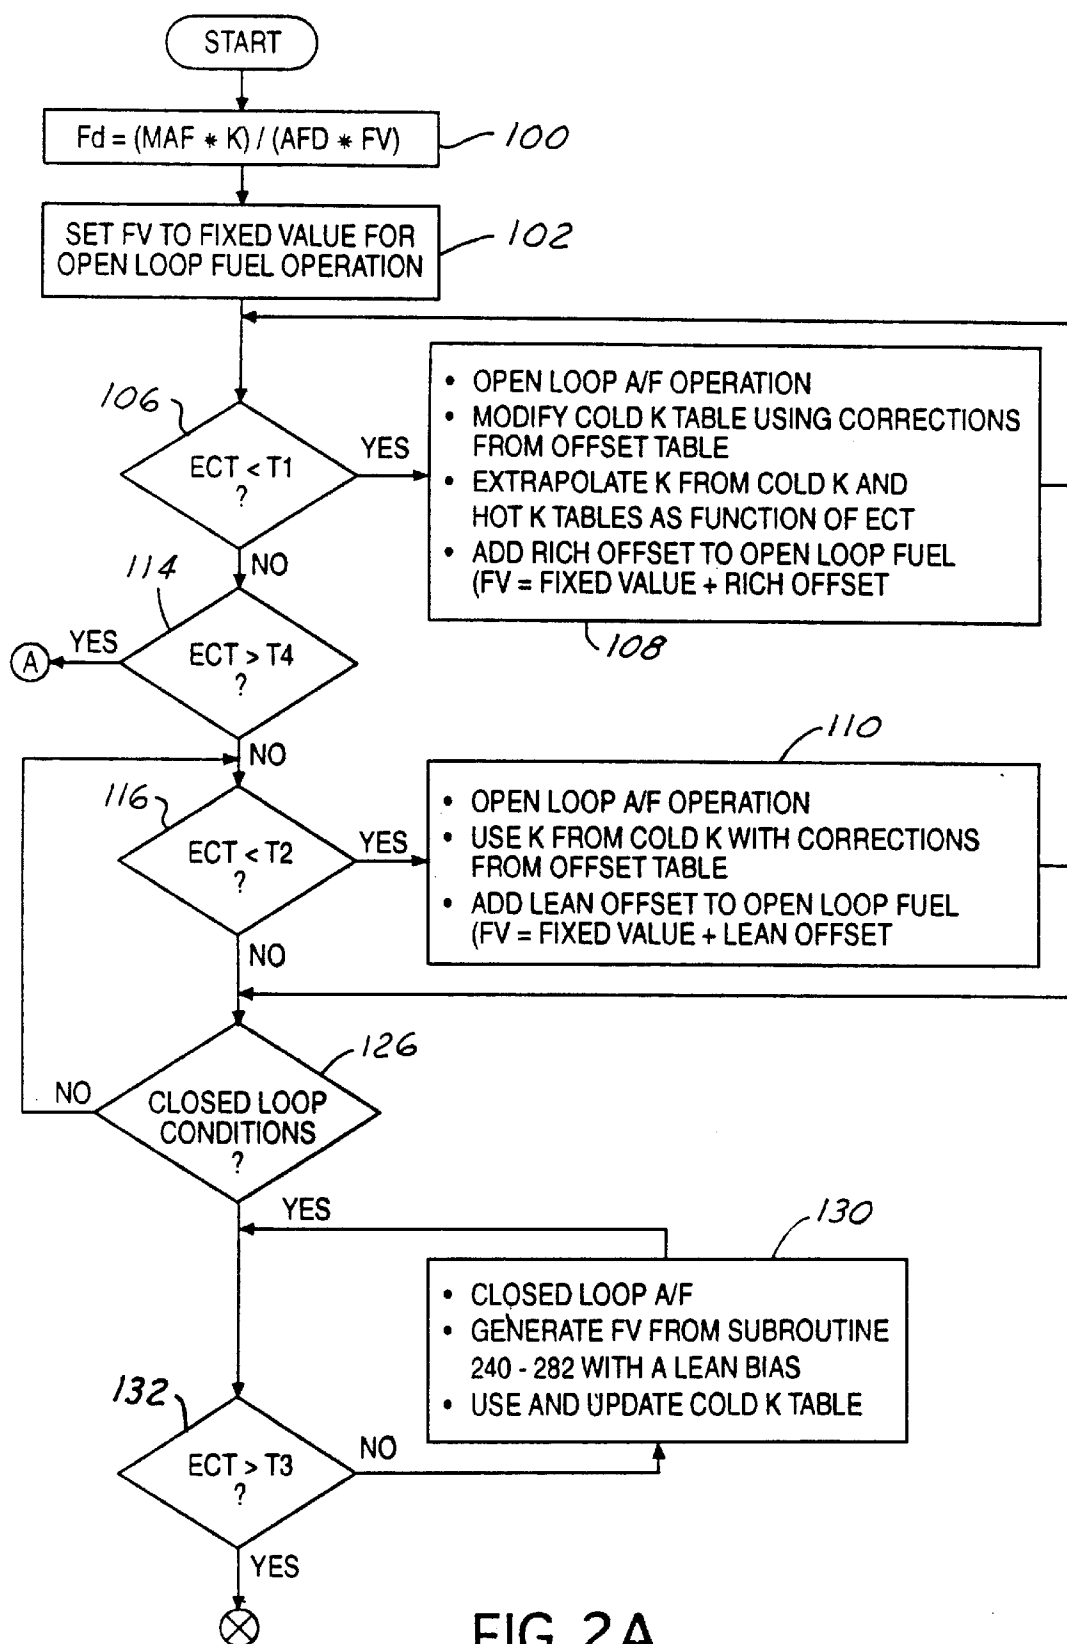 START
Fd = (MAF * K) / (AFD * FV)
100
SET FV TO FIXED VALUE FOR
OPEN LOOP FUEL OPERATION
102
106
ECT < T1
?
YES
NO
• OPEN LOOP A/F OPERATION
• MODIFY COLD K TABLE USING CORRECTIONS
FROM OFFSET TABLE
• EXTRAPOLATE K FROM COLD K AND
HOT K TABLES AS FUNCTION OF ECT
• ADD RICH OFFSET TO OPEN LOOP FUEL
(FV = FIXED VALUE + RICH OFFSET
108
114
ECT > T4
?
YES
A
NO
116
ECT < T2
?
YES
NO
110
• OPEN LOOP A/F OPERATION
• USE K FROM COLD K WITH CORRECTIONS
FROM OFFSET TABLE
• ADD LEAN OFFSET TO OPEN LOOP FUEL
(FV = FIXED VALUE + LEAN OFFSET
126
CLOSED LOOP
CONDITIONS
?
NO
YES
130
• CLOSED LOOP A/F
• GENERATE FV FROM SUBROUTINE
240 - 282 WITH A LEAN BIAS
• USE AND UPDATE COLD K TABLE
132
ECT > T3
?
NO
YES
FIG. 2A